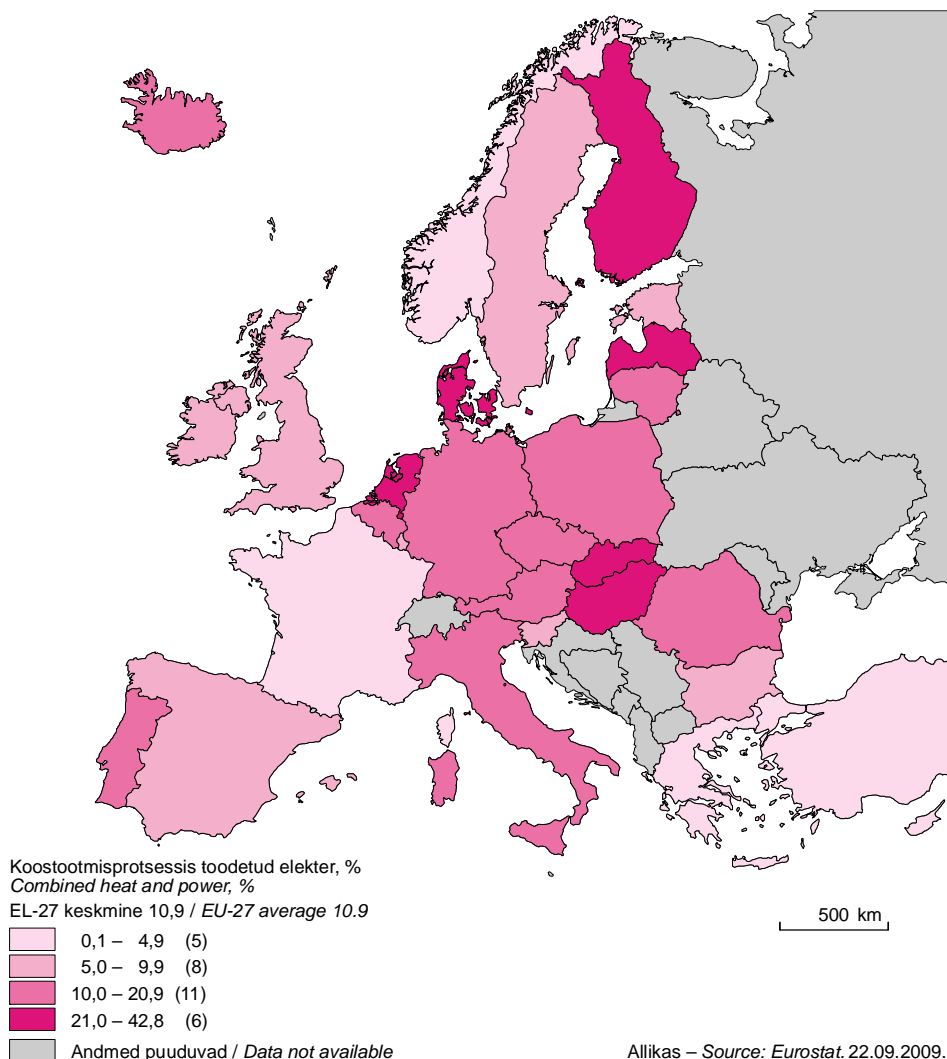 Koostootmisprotsessis toodetud elekter, %
Combined heat and power, %
EL-27 keskmine 10,9 / EU-27 average 10.9
0,1 – 4,9 (5)
5,0 – 9,9 (8)
10,0 – 20,9 (11)
21,0 – 42,8 (6)
Andmed puuduvad / Data not available
500 km
Allikas – Source: Eurostat, 22.09.2009.